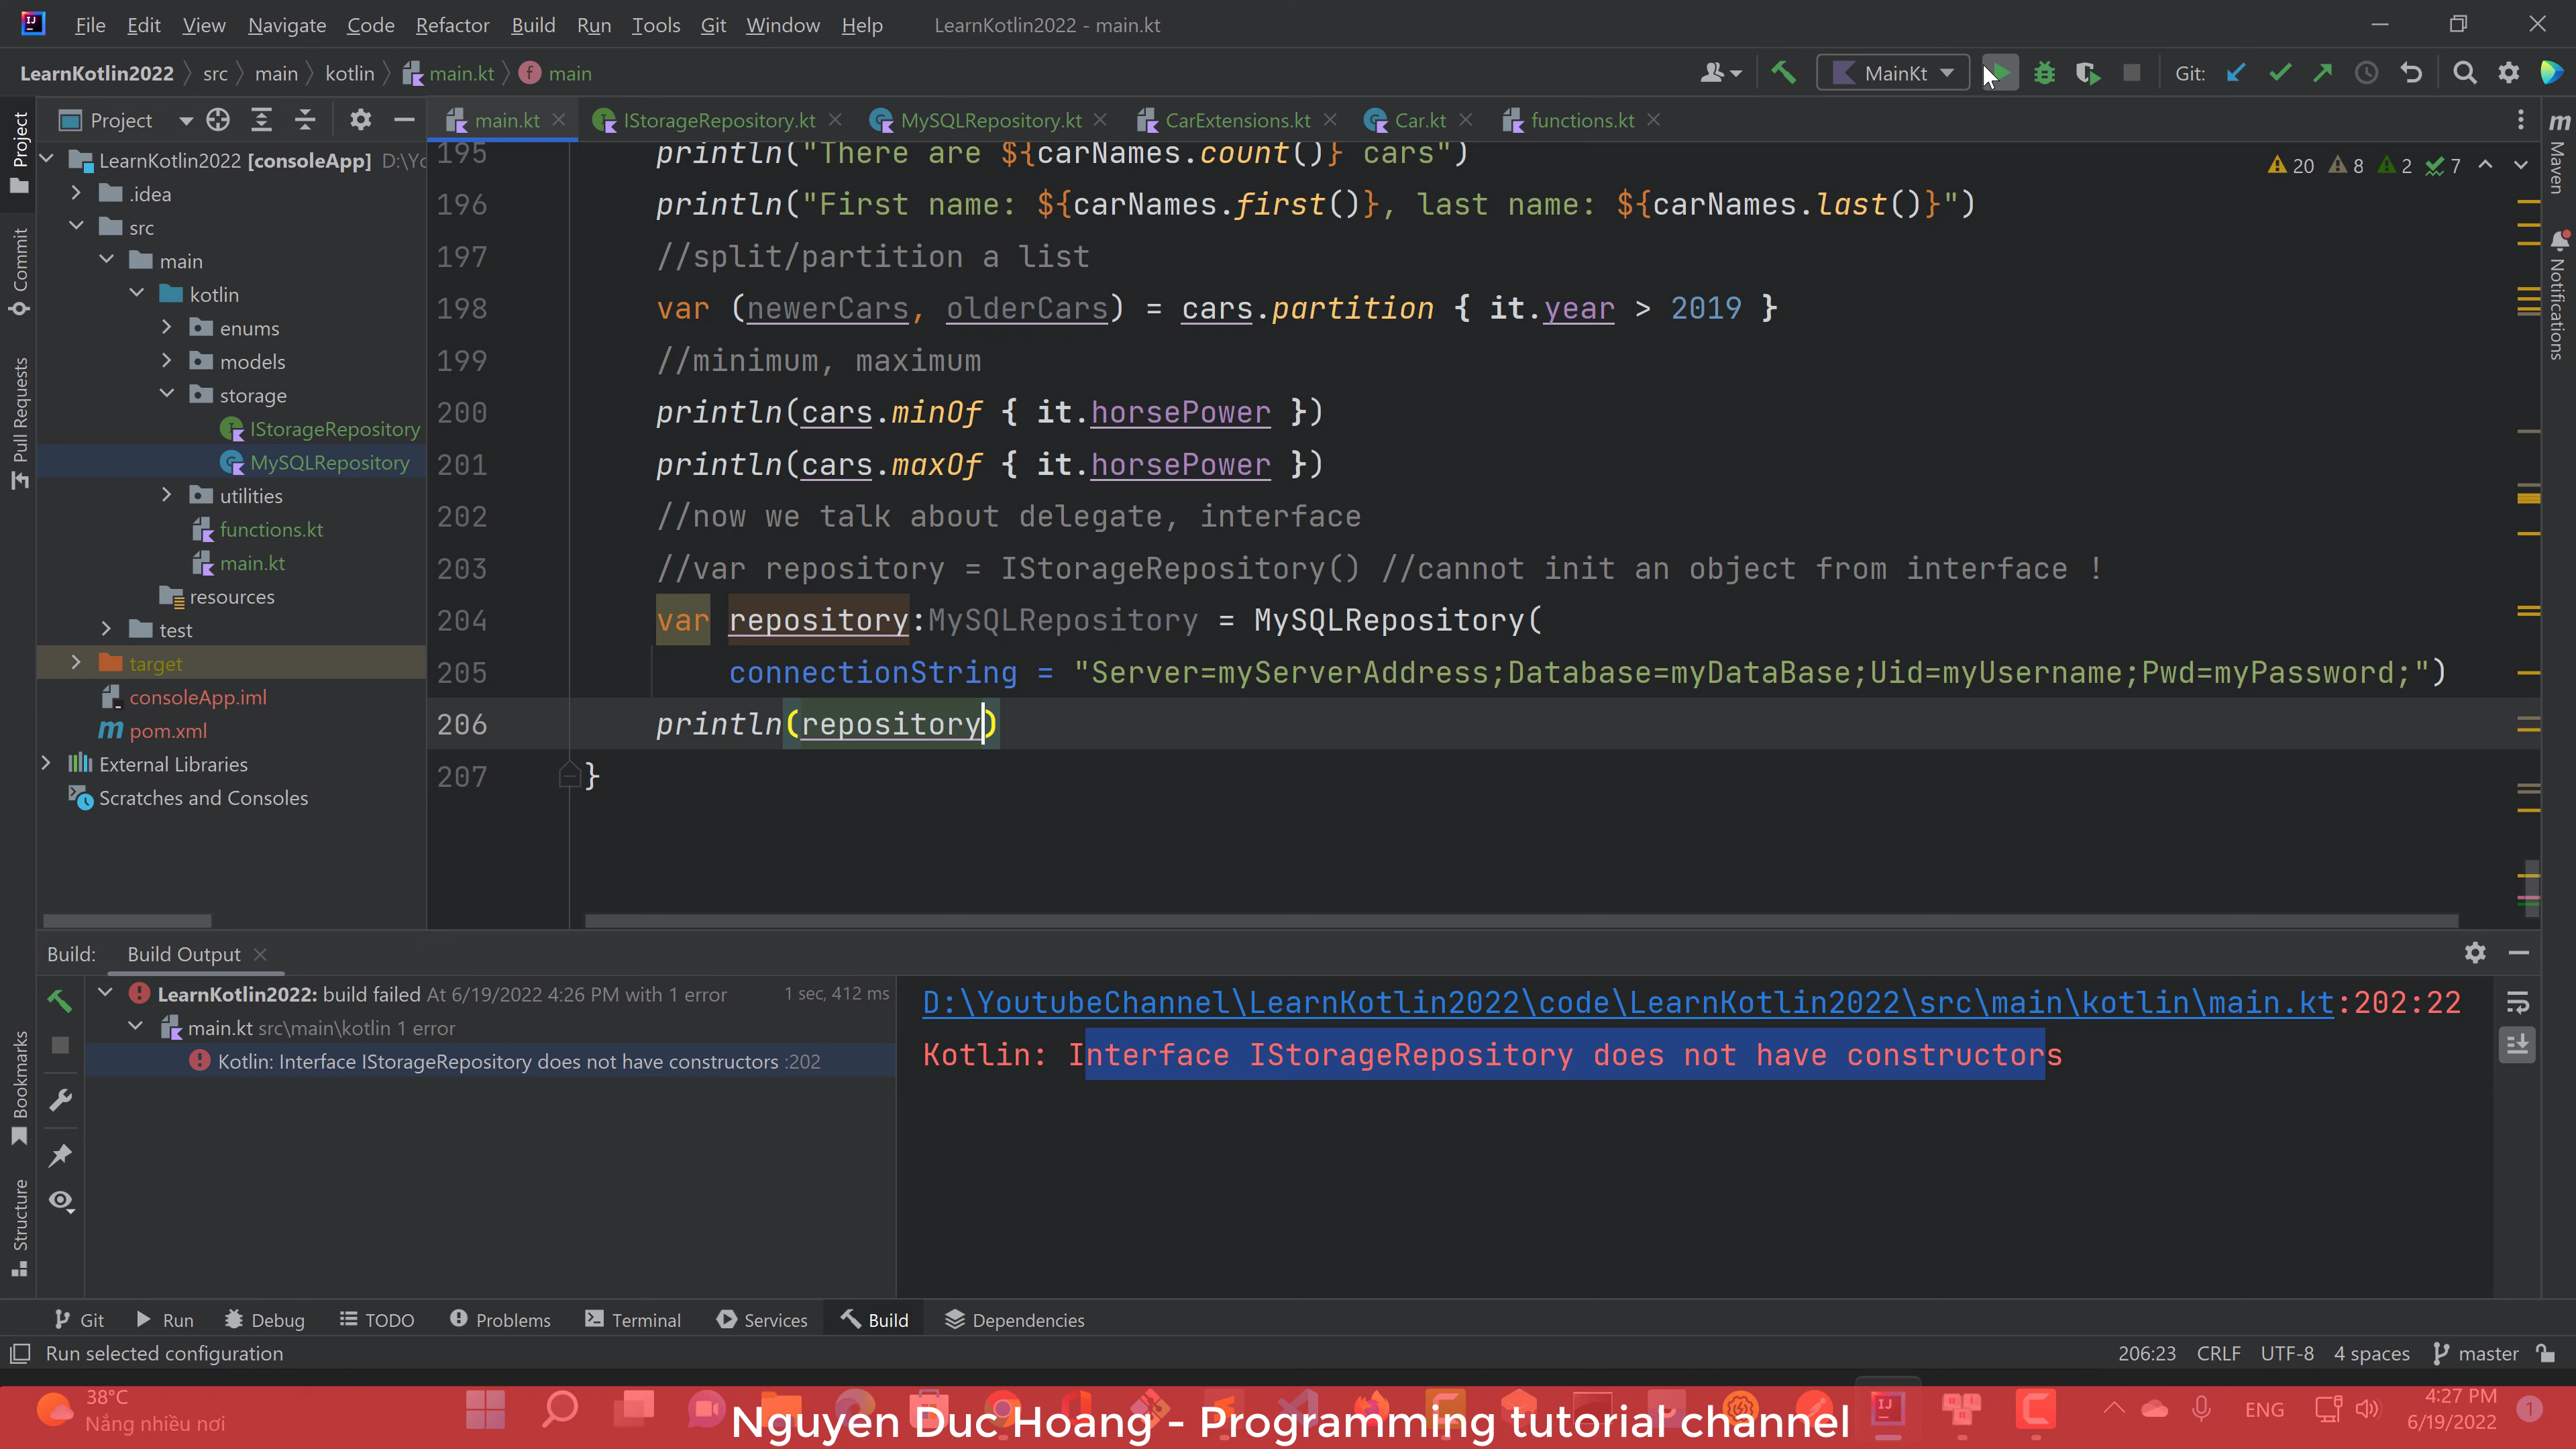 File Edit View Navigate Code Refactor Build Run Tools Git Window Help LearnKotlin2022 - main.kt
LearnKotlin2022 src main kotlin main.kt main MainKt Git:
Project main.kt IStorageRepository.kt MySQLRepository.kt CarExtensions.kt Car.kt functions.kt
LearnKotlin2022 [consoleApp] D:\Yo
.idea
src
main
kotlin
enums
models
storage
IStorageRepository
MySQLRepository
utilities
functions.kt
main.kt
resources
test
target
consoleApp.iml
pom.xml
External Libraries
Scratches and Consoles
20 8 2 7
195 println("There are ${carNames.count()} cars")
196 println("First name: ${carNames.first()}, last name: ${carNames.last()}")
197 //split/partition a list
198 var (newerCars, olderCars) = cars.partition { it.year > 2019 }
199 //minimum, maximum
200 println(cars.minOf { it.horsePower })
201 println(cars.maxOf { it.horsePower })
202 //now we talk about delegate, interface
203 //var repository = IStorageRepository() //cannot init an object from interface !
204 var repository:MySQLRepository = MySQLRepository(
205 connectionString = "Server=myServerAddress;Database=myDataBase;Uid=myUsername;Pwd=myPassword;")
206 println(repository)
207 }
Project
Commit
Pull Requests
Bookmarks
Structure
m
Maven
Notifications
Build: Build Output
LearnKotlin2022: build failed At 6/19/2022 4:26 PM with 1 error 1 sec, 412 ms
main.kt src\main\kotlin 1 error
Kotlin: Interface IStorageRepository does not have constructors :202
D:\YoutubeChannel\LearnKotlin2022\code\LearnKotlin2022\src\main\kotlin\main.kt:202:22
Kotlin: Interface IStorageRepository does not have constructors
Git Run Debug TODO Problems Terminal Services Build Dependencies
Run selected configuration 206:23 CRLF UTF-8 4 spaces master
38°C
Nắng nhiều nơi
Nguyen Duc Hoang - Programming tutorial channel
ENG
4:27 PM
6/19/2022
1